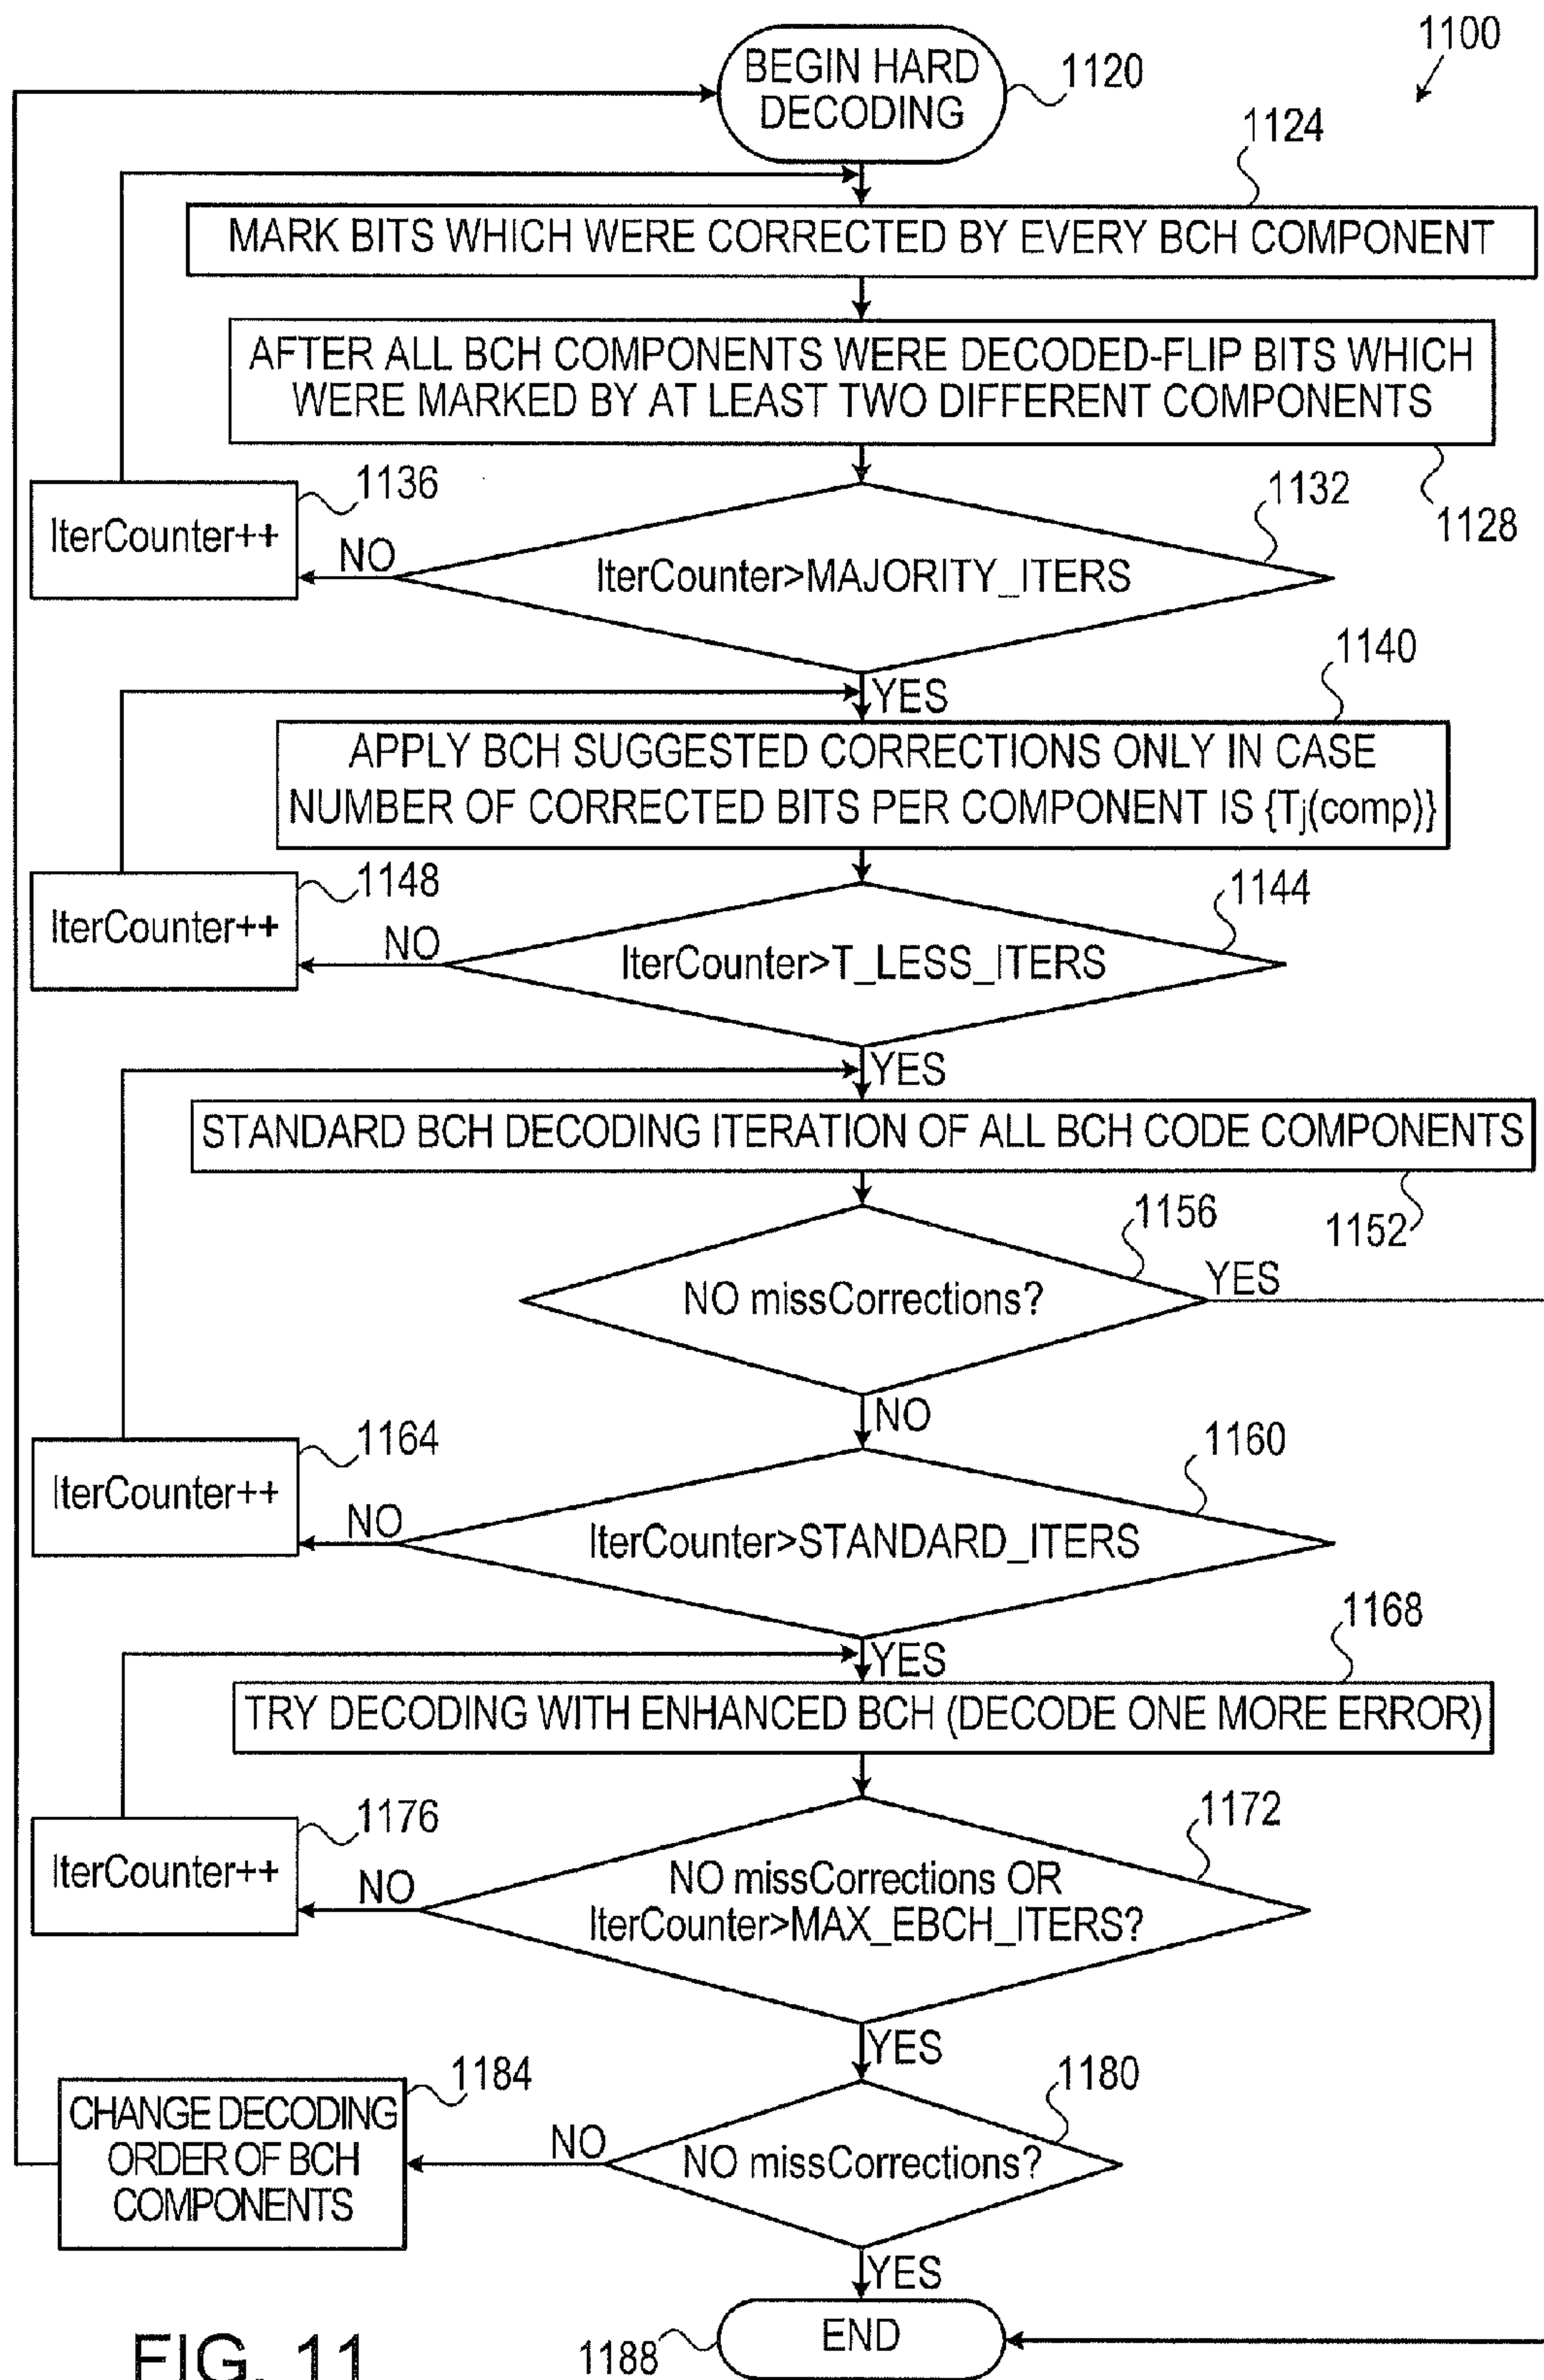 1100
BEGIN HARD
DECODING
1120
1124
MARK BITS WHICH WERE CORRECTED BY EVERY BCH COMPONENT
AFTER ALL BCH COMPONENTS WERE DECODED-FLIP BITS WHICH
WERE MARKED BY AT LEAST TWO DIFFERENT COMPONENTS
1128
1136
IterCounter++
NO
1132
IterCounter>MAJORITY_ITERS
YES
1140
APPLY BCH SUGGESTED CORRECTIONS ONLY IN CASE
NUMBER OF CORRECTED BITS PER COMPONENT IS {Tj(comp)}
1148
IterCounter++
NO
1144
IterCounter>T_LESS_ITERS
YES
STANDARD BCH DECODING ITERATION OF ALL BCH CODE COMPONENTS
1152
1156
NO missCorrections?
YES
NO
1164
IterCounter++
NO
1160
IterCounter>STANDARD_ITERS
YES
1168
TRY DECODING WITH ENHANCED BCH (DECODE ONE MORE ERROR)
1176
IterCounter++
NO
1172
NO missCorrections OR
IterCounter>MAX_EBCH_ITERS?
YES
1184
CHANGE DECODING
ORDER OF BCH
COMPONENTS
NO
1180
NO missCorrections?
YES
END
1188
FIG. 11